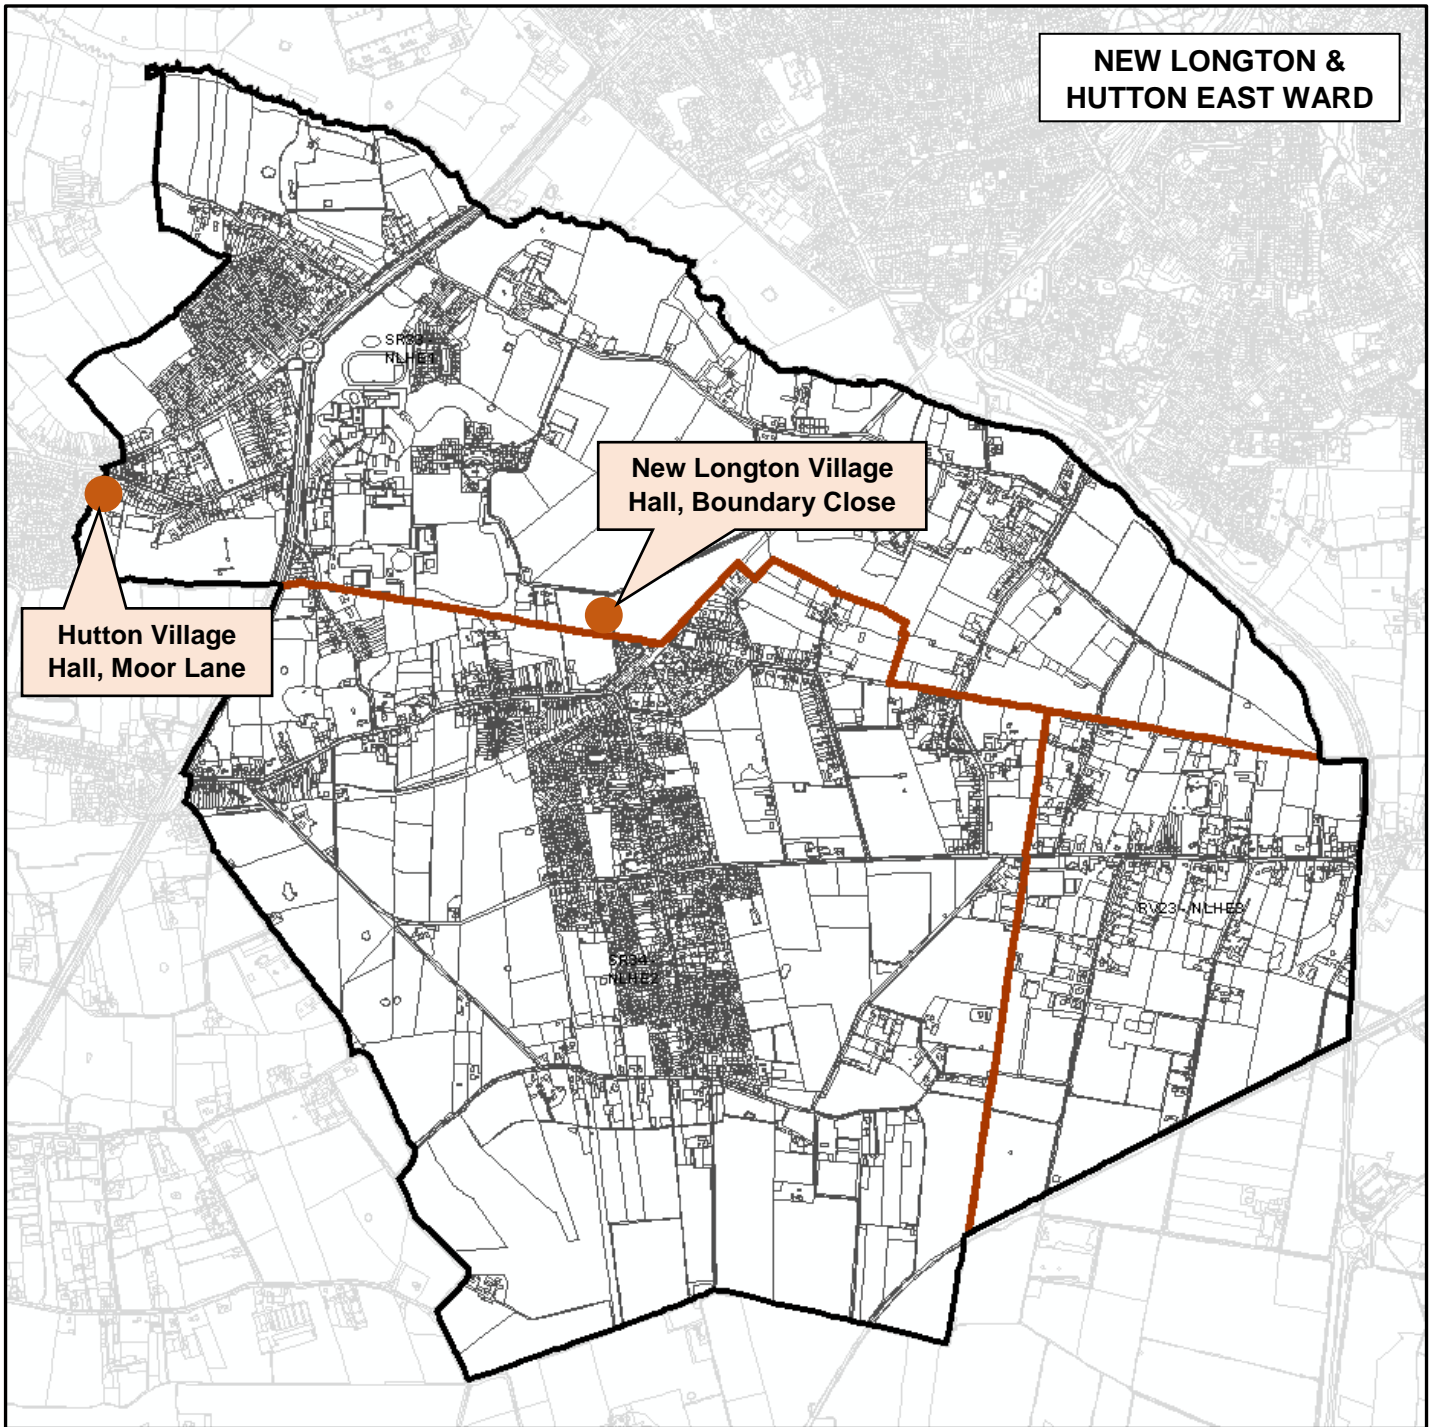 NEW LONGTON &
HUTTON EAST WARD
NLHE1
New Longton Village
Hall, Boundary Close
Hutton Village
Hall, Moor Lane
RV23 - NLHE3
SR34
NLHE2